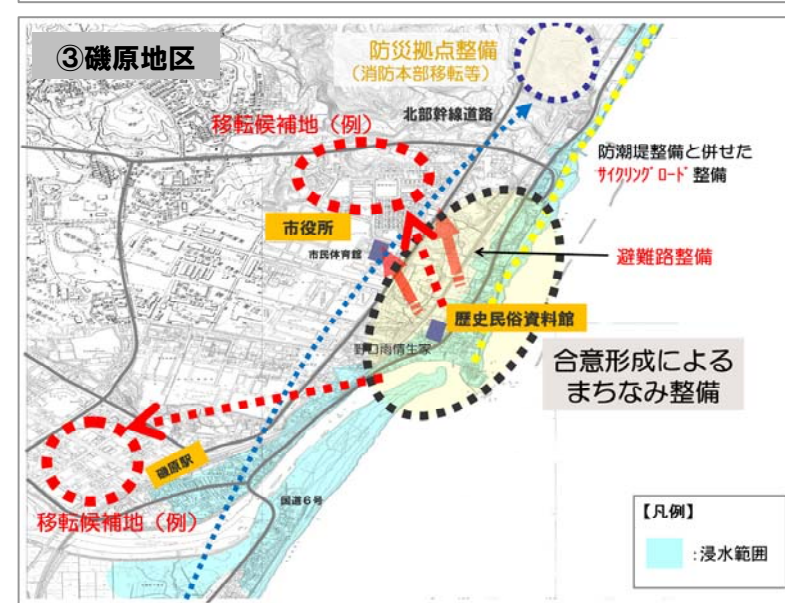 ③磯原地区
防災拠点整備
（消防本部移転等）
北部幹線道路
移転候補地（例）
防潮堤整備と併せた
サイクリングロード整備
市役所
市民体育館
避難路整備
歴史民俗資料館
野口雨情生家
合意形成による
まちなみ整備
磯原駅
国道6号
移転候補地（例）
【凡例】
：浸水範囲